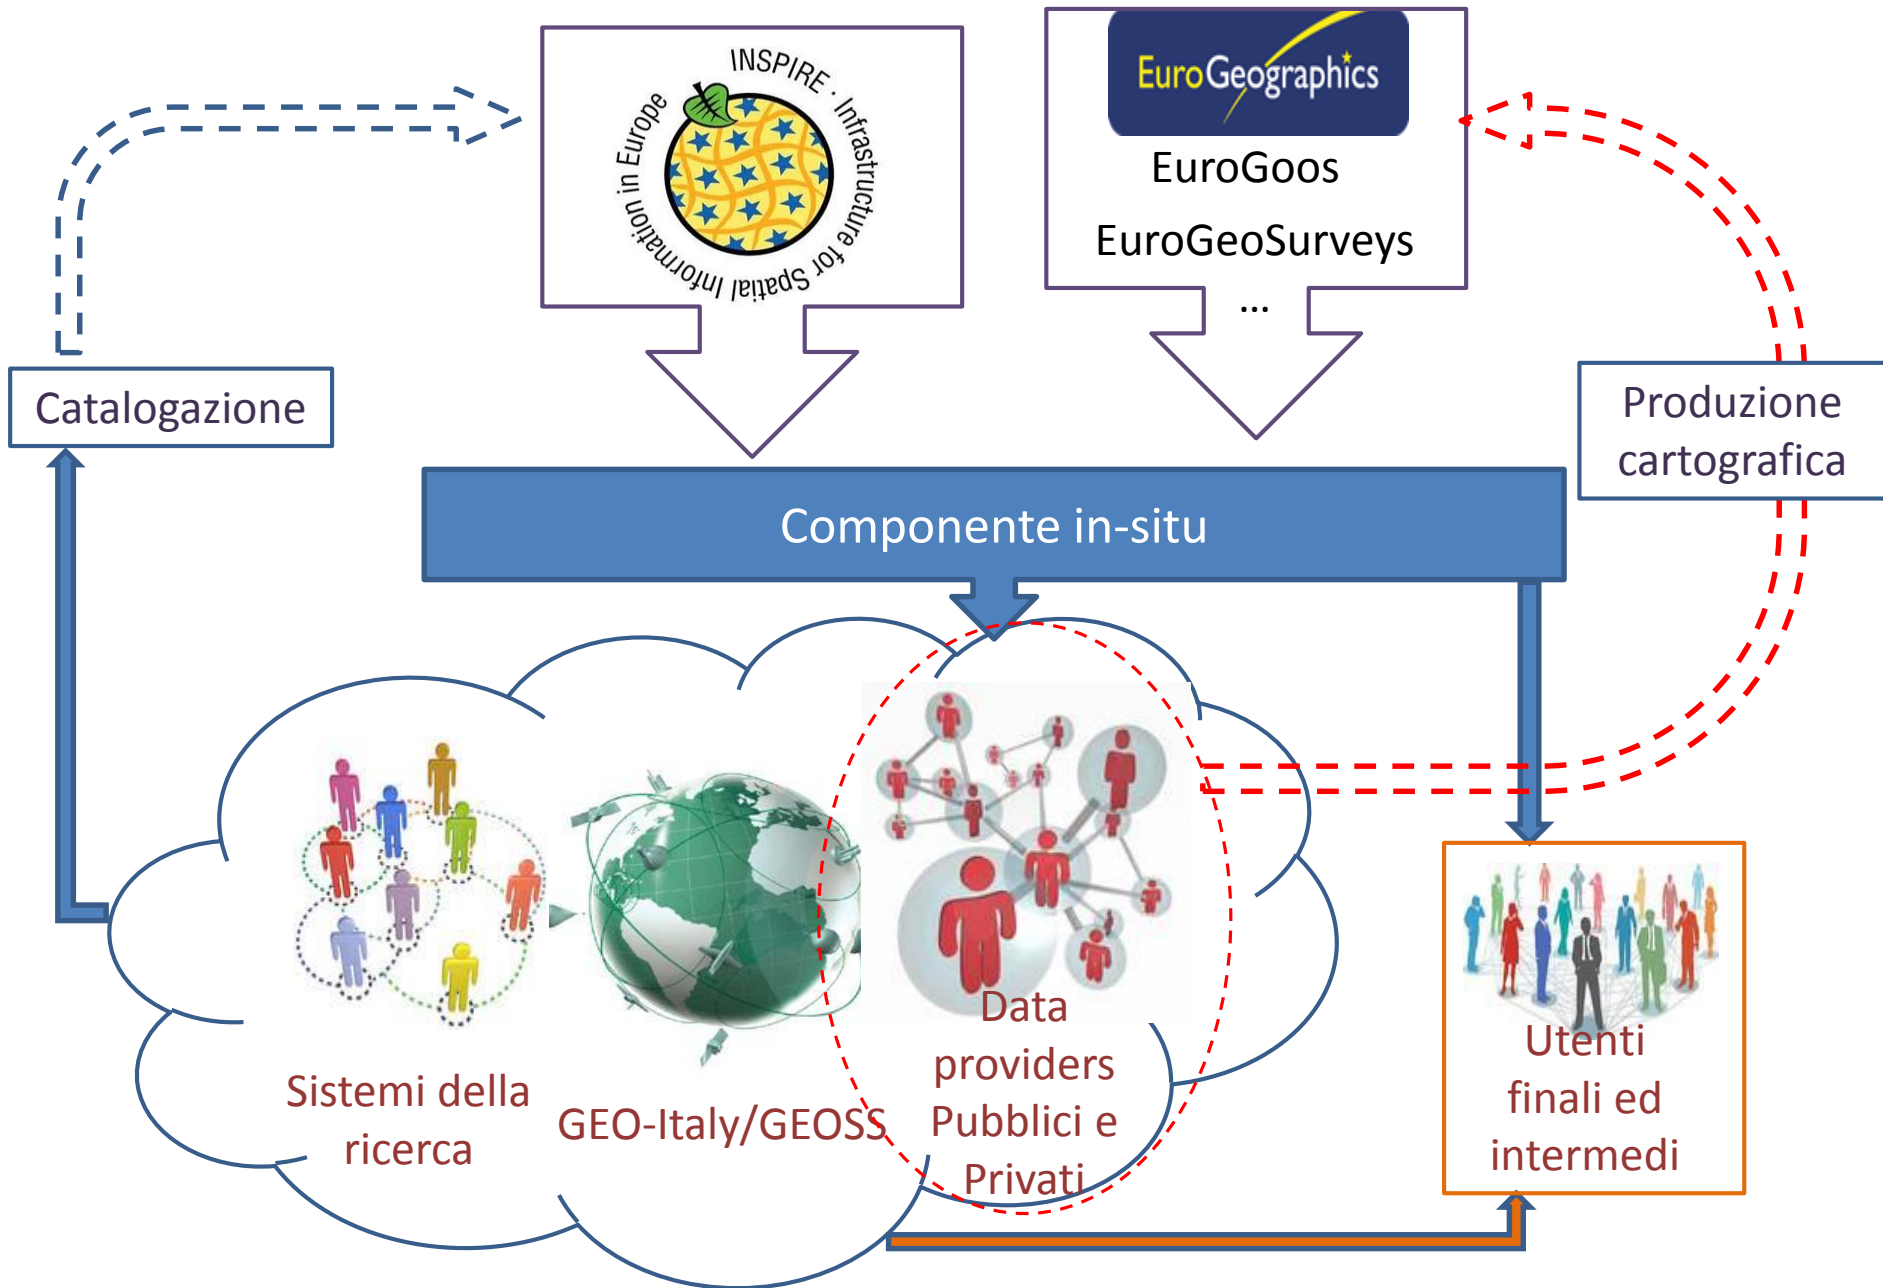 INSPIRE · Infrastructure for Spatial Information in Europe
EuroGeographics
EuroGoos
EuroGeoSurveys
...
Catalogazione
Produzione
cartografica
Componente in-situ
Sistemi della
ricerca
GEO-Italy/GEOSS
Data
providers
Pubblici e
Privati
Utenti
finali ed
intermedi